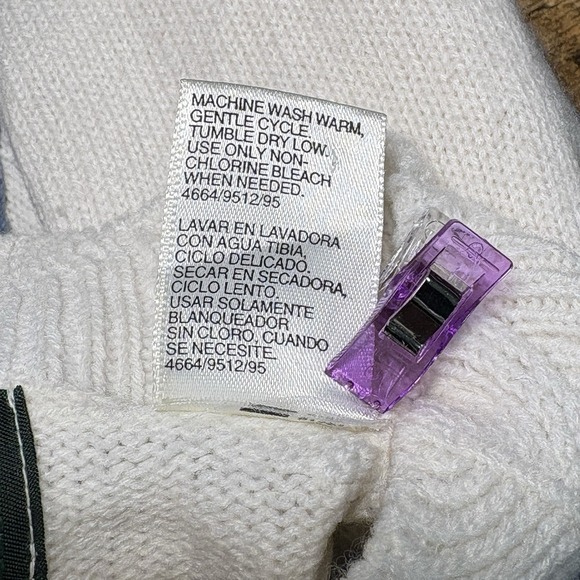 MACHINE WASH WARM,
GENTLE CYCLE.
TUMBLE DRY LOW.
USE ONLY NON-
CHLORINE BLEACH
WHEN NEEDED.
4664/9512/95
LAVAR EN LAVADORA
CON AGUA TIBIA,
CICLO DELICADO.
SECAR EN SECADORA,
CICLO LENTO.
USAR SOLAMENTE
BLANQUEADOR
SIN CLORO, CUANDO
SE NECESITE.
4664/9512/95